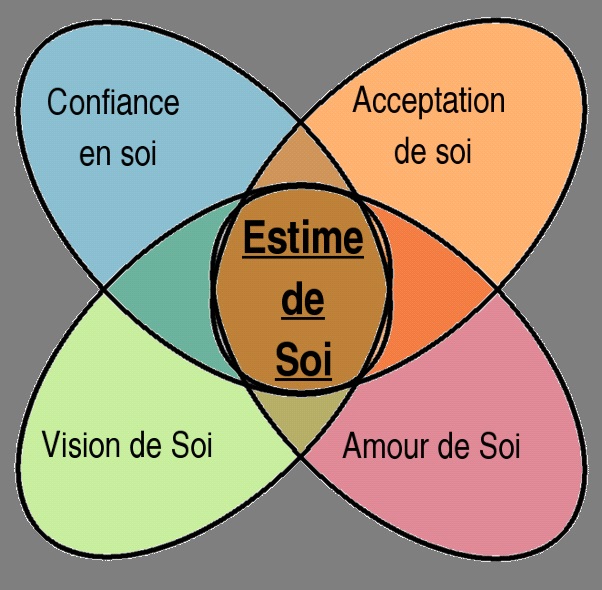 Confiance
en soi
Acceptation
de soi
Estime
de
Soi
Vision de Soi
Amour de Soi